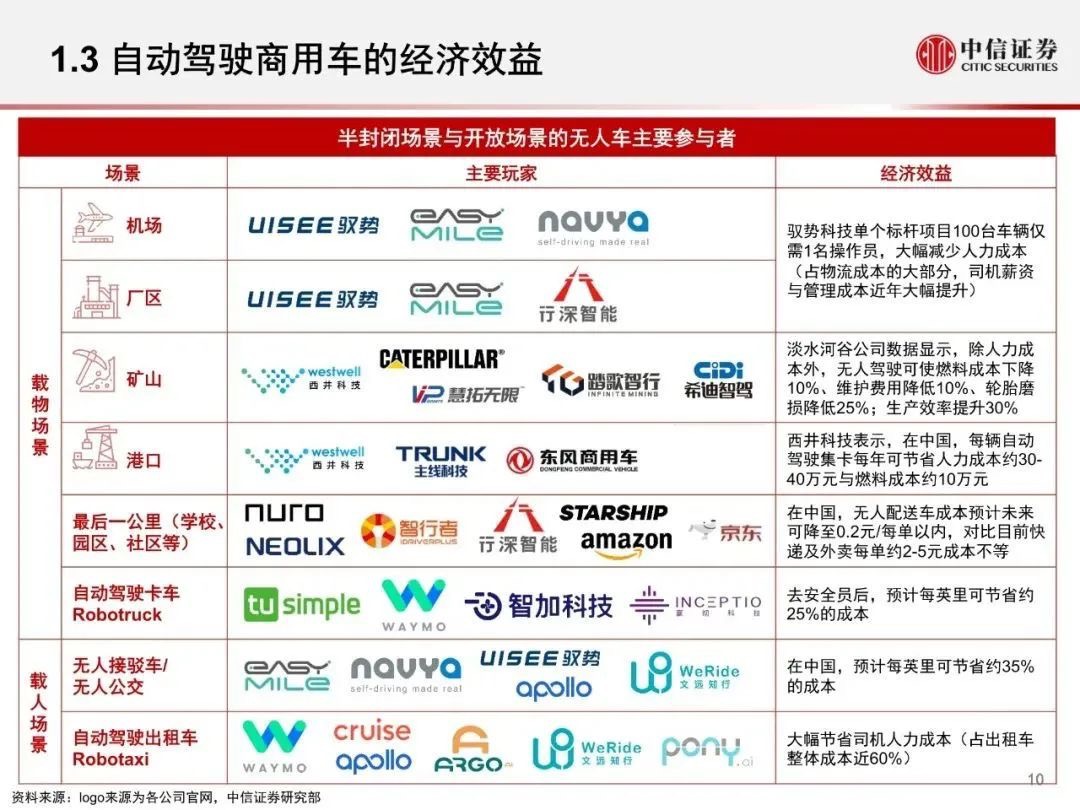 1.3 自动驾驶商用车的经济效益
中信证券
CITIC SECURITIES
半封闭场景与开放场景的无人车主要参与者
场景
主要玩家
经济效益
载物场景
机场
UISEE 驭势
EASY MILE
navya
self-driving made real
驭势科技单个标杆项目100台车辆仅
需1名操作员，大幅减少人力成本
（占物流成本的大部分，司机薪资
与管理成本近年大幅提升）
厂区
UISEE 驭势
EASY MILE
行深智能
矿山
westwell
西井科技
CATERPILLAR®
慧拓无限
踏歌智行
INFINITE MINING
CiDi
希迪智驾
淡水河谷公司数据显示，除人力成
本外，无人驾驶可使燃料成本下降
10%、维护费用降低10%、轮胎磨
损降低25%；生产效率提升30%
港口
westwell
西井科技
TRUNK
主线科技
东风商用车
DONGFENG COMMERCIAL VEHICLE
西井科技表示，在中国，每辆自动
驾驶集卡每年可节省人力成本约30-
40万元与燃料成本约10万元
最后一公里（学校、
园区、社区等）
nuro
NEOLIX
智行者
IDRIVERPLUS
行深智能
STARSHIP
amazon
京东
在中国，无人配送车成本预计未来
可降至0.2元/每单以内，对比目前快
递及外卖每单约2-5元成本不等
自动驾驶卡车
Robotruck
tu simple
WAYMO
智加科技
INCEPTIO
嬴彻科技
去安全员后，预计每英里可节省约
25%的成本
载人场景
无人接驳车/
无人公交
EASY MILE
navya
self-driving made real
UISEE 驭势
apollo
WeRide
文远知行
在中国，预计每英里可节省约35%
的成本
自动驾驶出租车
Robotaxi
WAYMO
cruise
apollo
ARGO AI
WeRide
文远知行
pony.ai
大幅节省司机人力成本（占出租车
整体成本近60%）
10
资料来源：logo来源为各公司官网，中信证券研究部